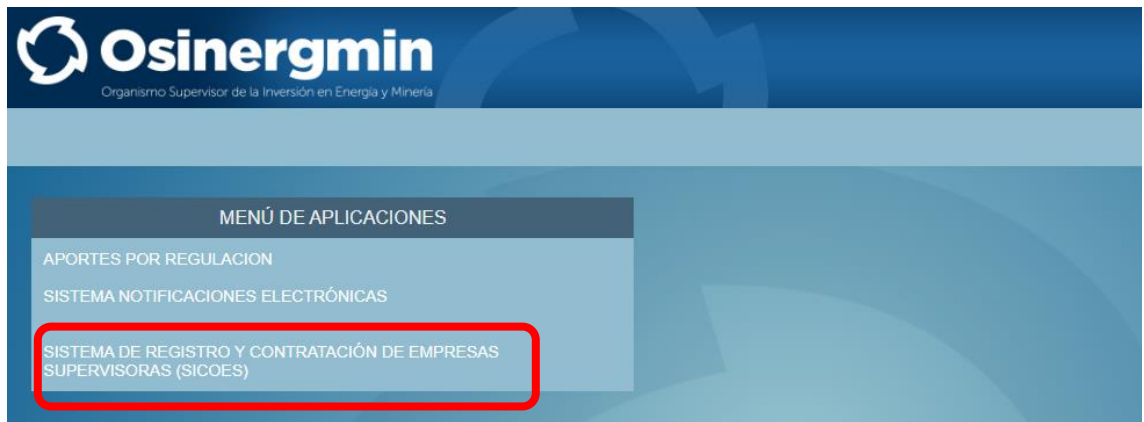 Osinergmin
Organismo Supervisor de la Inversión en Energía y Minería
MENÚ DE APLICACIONES
APORTES POR REGULACION
SISTEMA NOTIFICACIONES ELECTRÓNICAS
SISTEMA DE REGISTRO Y CONTRATACIÓN DE EMPRESAS
SUPERVISORAS (SICOES)